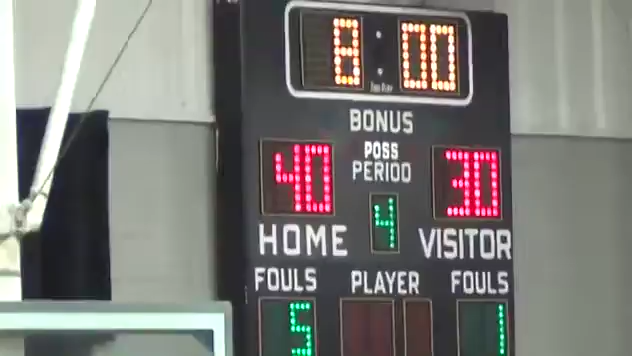 8:00
BONUS
POSS
40 PERIOD 30
4
HOME VISITOR
FOULS PLAYER FOULS
5 1